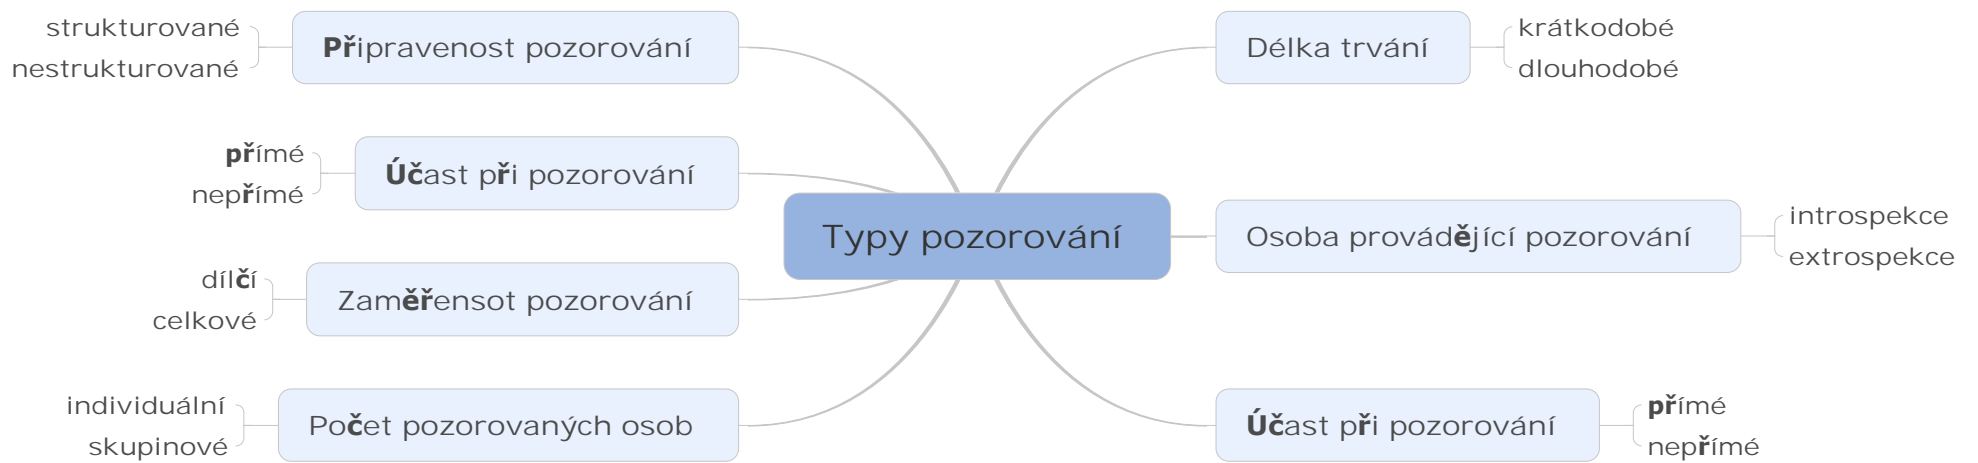 strukturované
nestrukturované
Připravenost pozorování
přímé
nepřímé
Účast při pozorování
dílčí
celkové
Zaměřensot pozorování
individuální
skupinové
Počet pozorovaných osob
Typy pozorování
Délka trvání
krátkodobé
dlouhodobé
Osoba provádějící pozorování
introspekce
extrospekce
Účast při pozorování
přímé
nepřímé